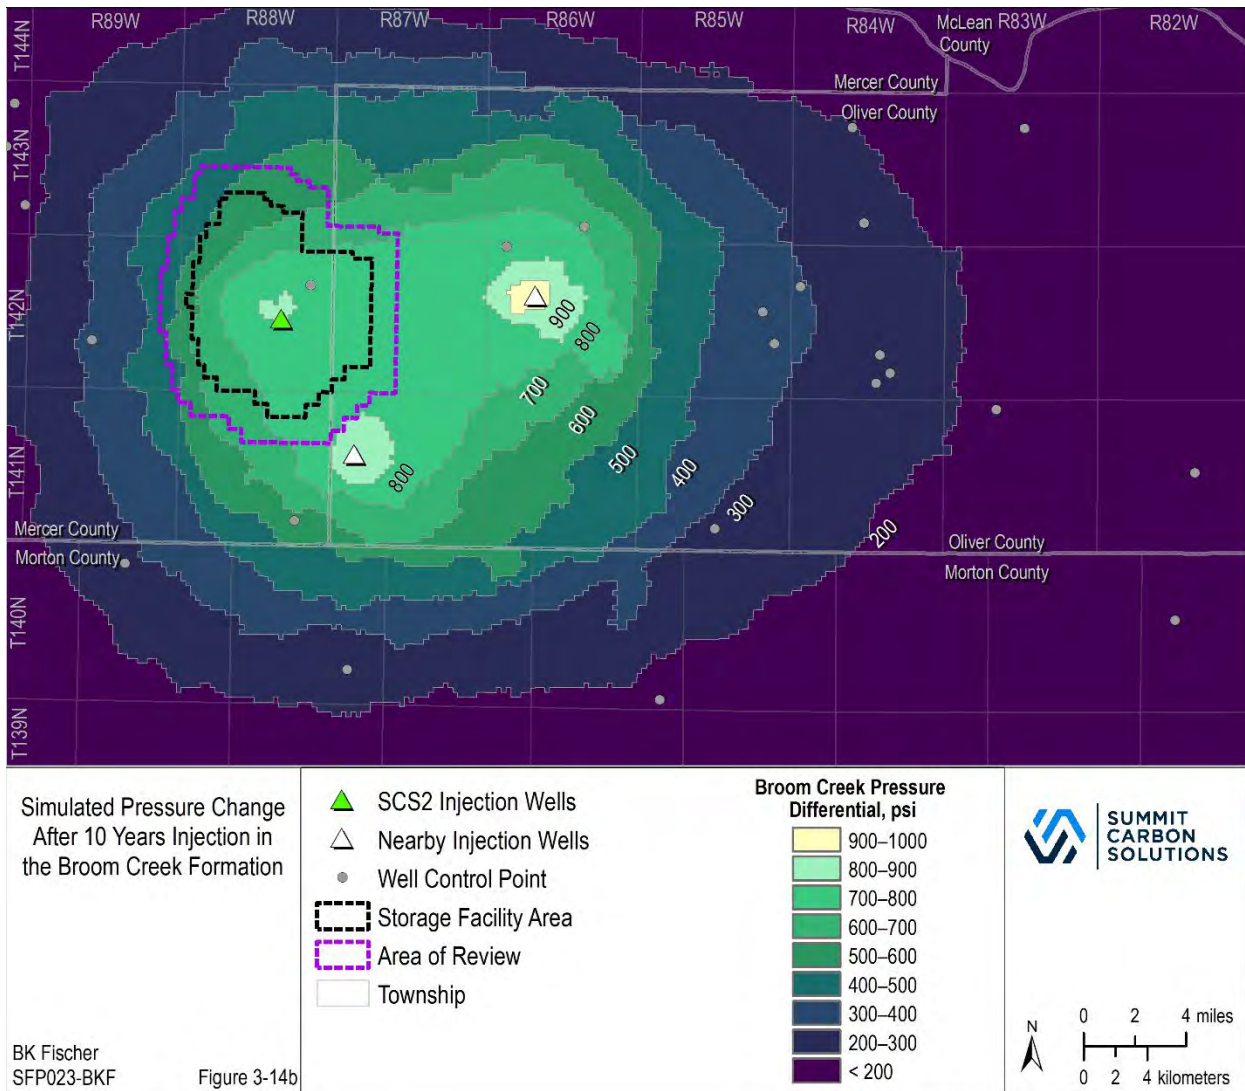 R89W R88W R87W R86W R85W R84W R83W R82W
McLean
County
T144N
Mercer County
Oliver County
T143N
T142N
900
800
700
600
500
400
300
200
800
T141N
Mercer County
Morton County
Oliver County
Morton County
T140N
T139N
Simulated Pressure Change
After 10 Years Injection in
the Broom Creek Formation
BK Fischer
SFP023-BKF
Figure 3-14b
SCS2 Injection Wells
Nearby Injection Wells
Well Control Point
Storage Facility Area
Area of Review
Township
Broom Creek Pressure
Differential, psi
900–1000
800–900
700–800
600–700
500–600
400–500
300–400
200–300
< 200
SUMMIT
CARBON
SOLUTIONS
N
0 2 4 miles
0 2 4 kilometers